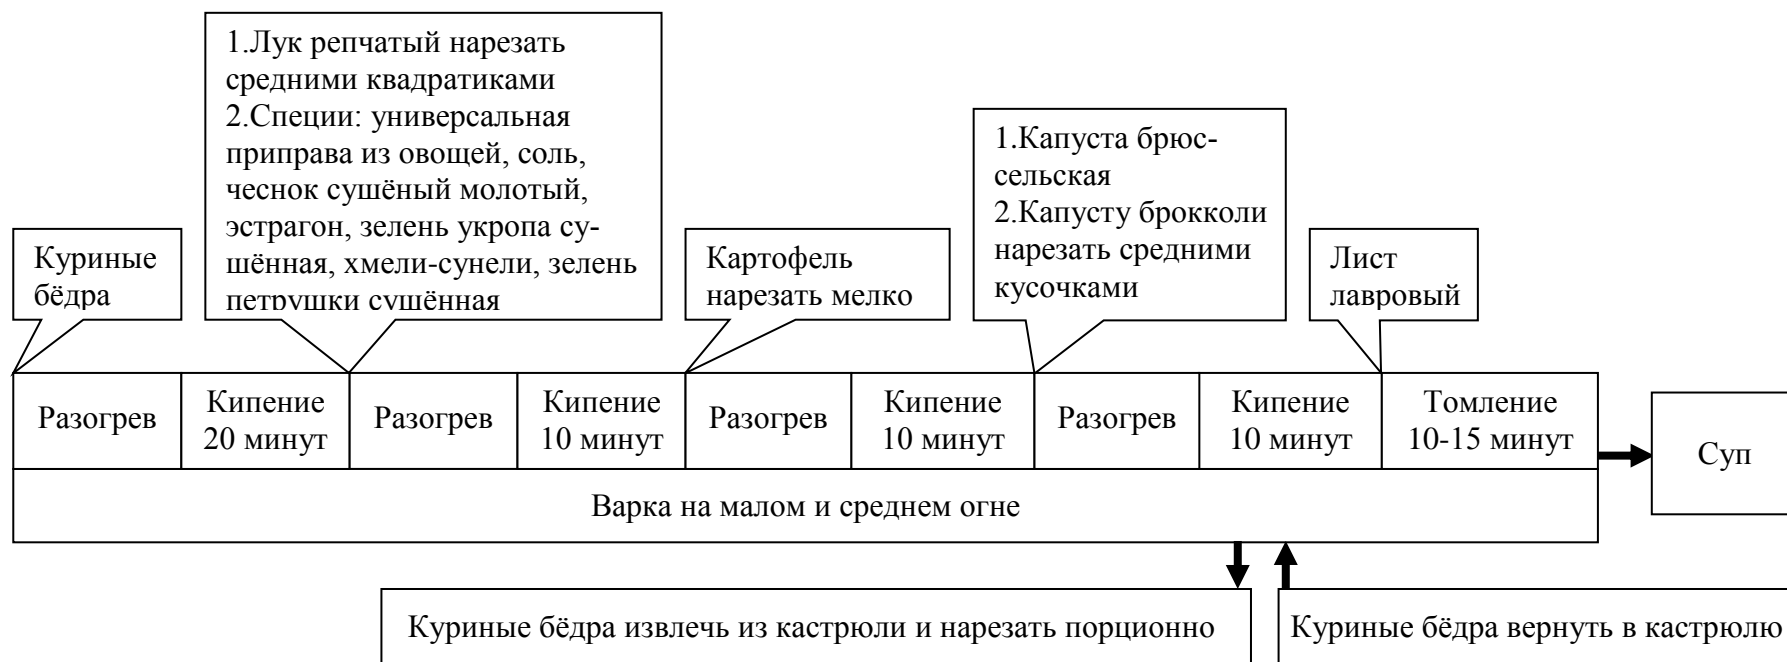 1.Лук репчатый нарезать
средними квадратиками
2.Специи: универсальная
приправа из овощей, соль,
чеснок сушёный молотый,
эстрагон, зелень укропа су-
шённая, хмели-сунели, зелень
петрушки сушённая
1.Капуста брюс-
сельская
2.Капусту брокколи
нарезать средними
кусочками
Куриные
бёдра
Картофель
нарезать мелко
Лист
лавровый
Разогрев
Кипение
20 минут
Разогрев
Кипение
10 минут
Разогрев
Кипение
10 минут
Разогрев
Кипение
10 минут
Томление
10-15 минут
Суп
Варка на малом и среднем огне
Куриные бёдра извлечь из кастрюли и нарезать порционно
Куриные бёдра вернуть в кастрюлю